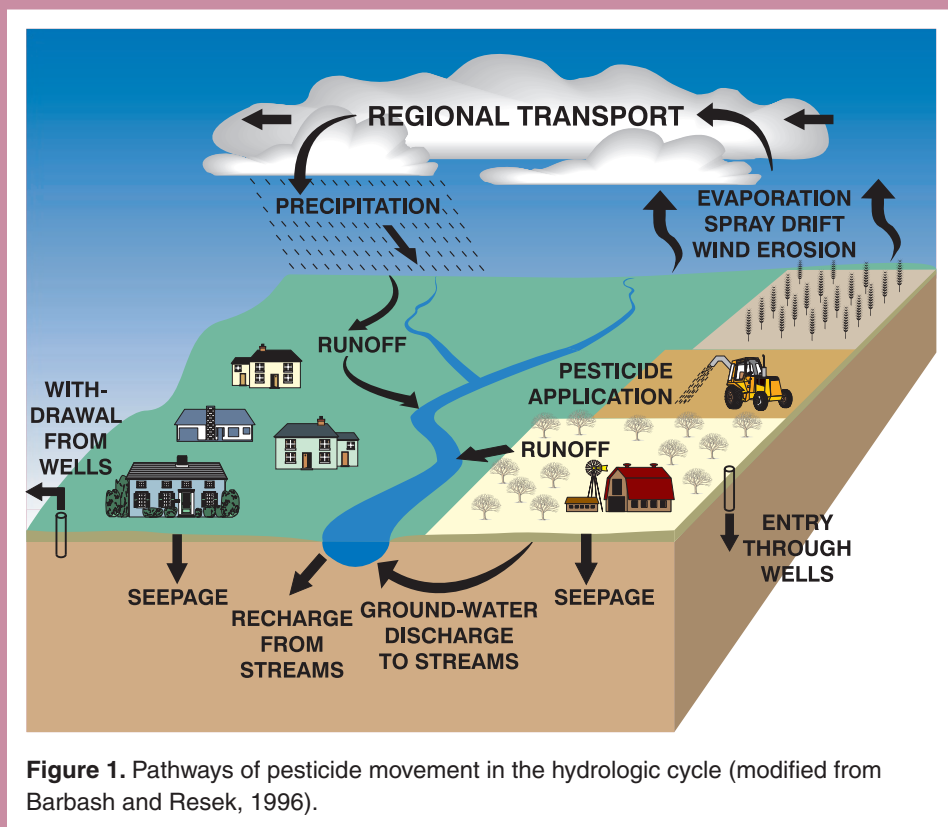 REGIONAL TRANSPORT
PRECIPITATION
EVAPORATION
SPRAY DRIFT
WIND EROSION
RUNOFF
PESTICIDE
APPLICATION
WITH-
DRAWAL
FROM
WELLS
RUNOFF
ENTRY
THROUGH
WELLS
SEEPAGE
RECHARGE
FROM
STREAMS
GROUND-WATER
DISCHARGE
TO STREAMS
SEEPAGE
Figure 1. Pathways of pesticide movement in the hydrologic cycle (modified from
Barbash and Resek, 1996).